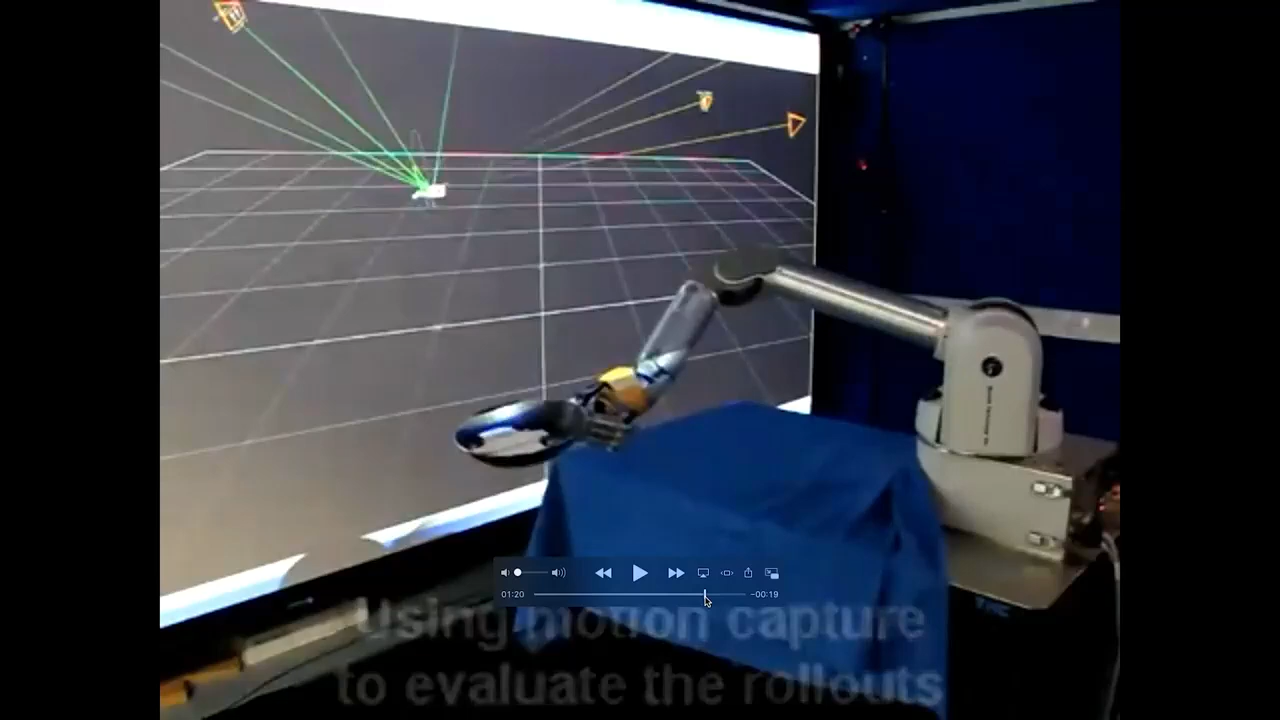 01:20
-00:19
Using motion capture
to evaluate the rollouts